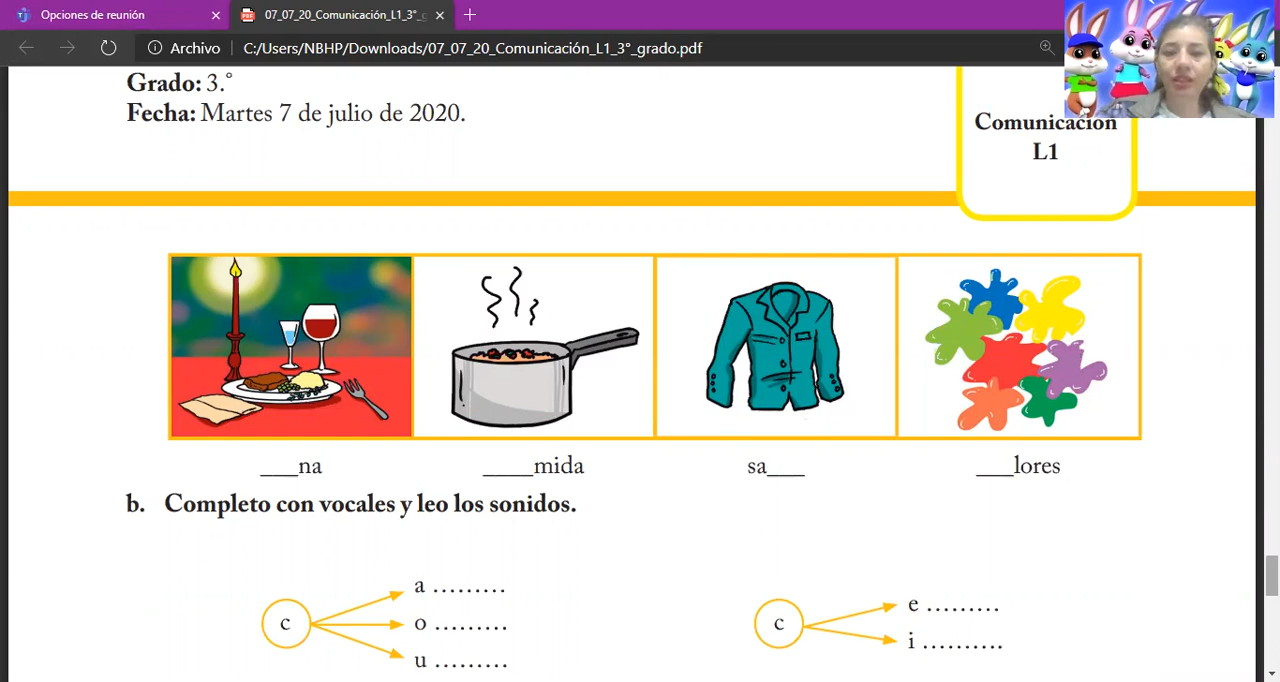 Opciones de reunión
07_07_20_Comunicación_L1_3°_g
Archivo
C:/Users/NBHP/Downloads/07_07_20_Comunicación_L1_3°_grado.pdf
Grado: 3.°
Fecha: Martes 7 de julio de 2020.
Comunicación
L1
___na
____mida
sa___
___lores
b. Completo con vocales y leo los sonidos.
c
a .........
o .........
u .........
c
e .........
i ..........